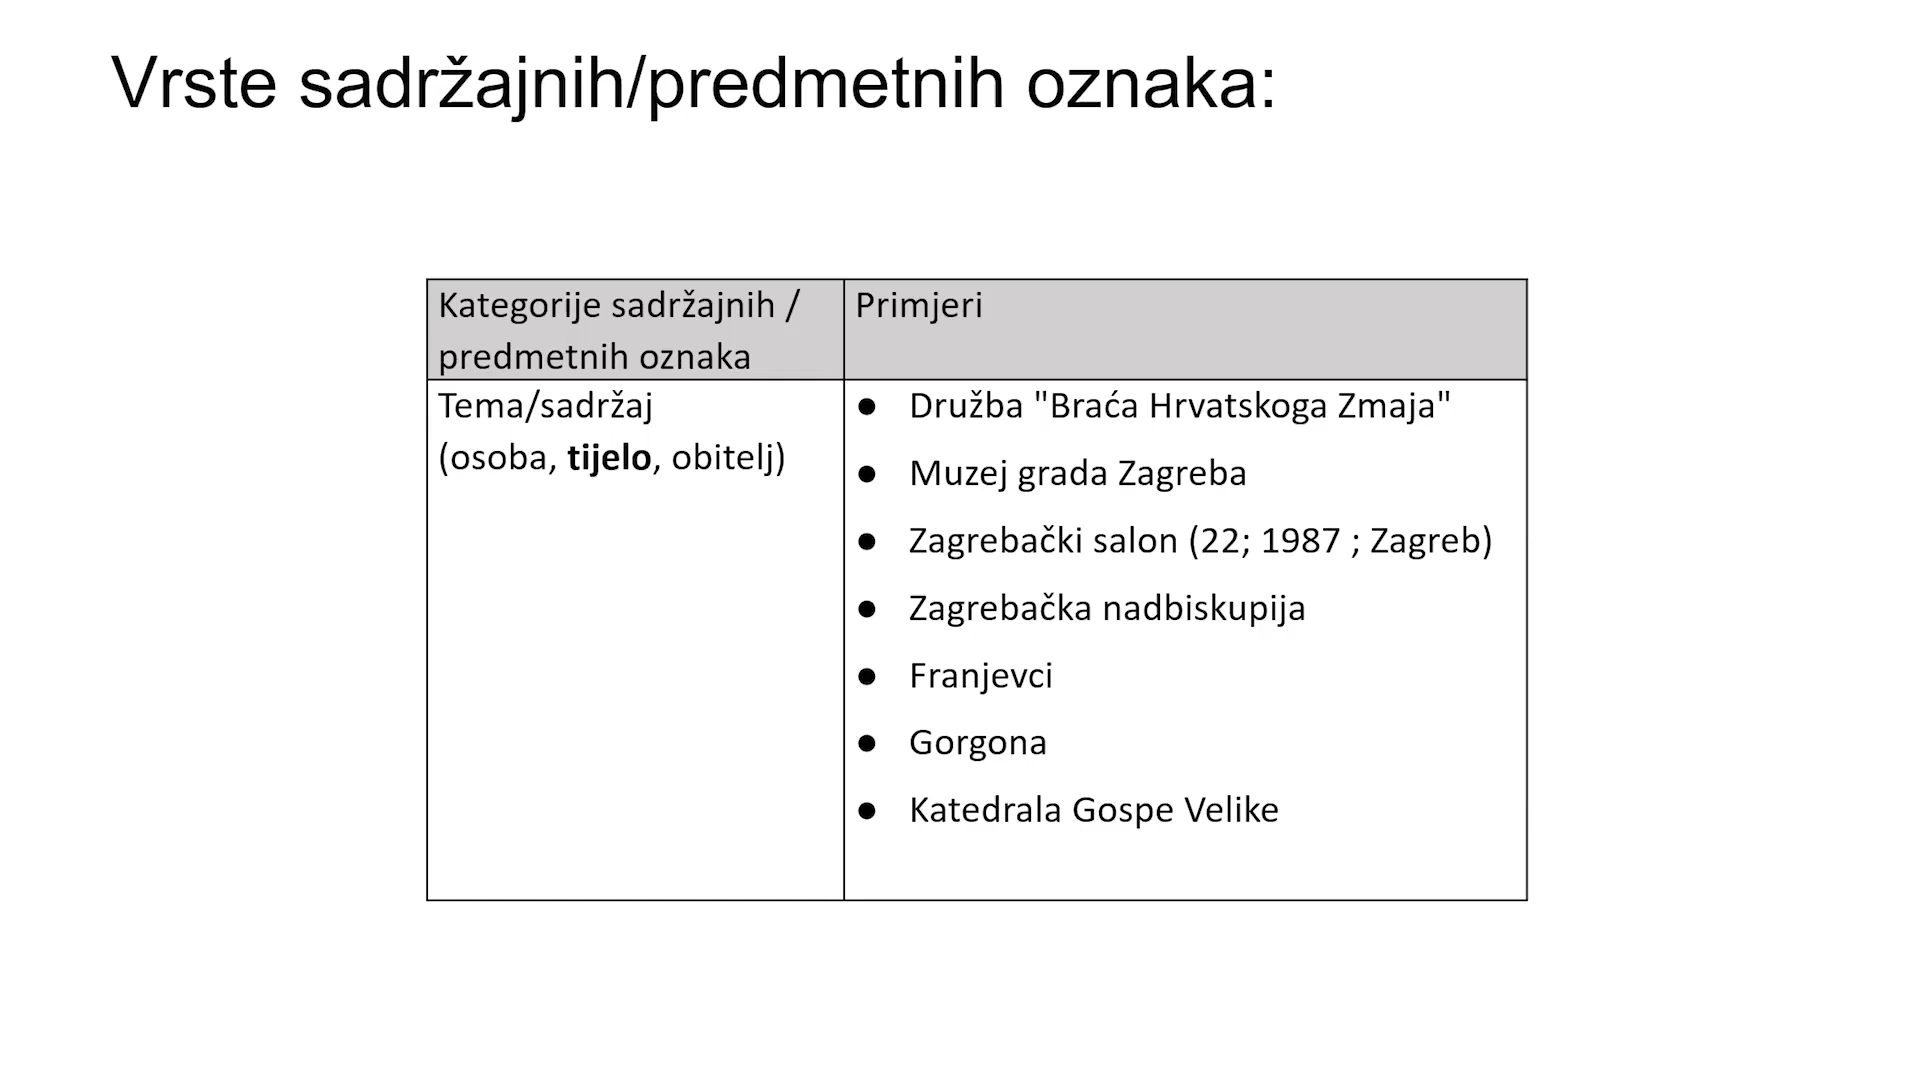 Vrste sadržajnih/predmetnih oznaka:
Kategorije sadržajnih /
predmetnih oznaka
Primjeri
Tema/sadržaj
(osoba, tijelo, obitelj)
● Družba "Braća Hrvatskoga Zmaja"
● Muzej grada Zagreba
● Zagrebački salon (22; 1987 ; Zagreb)
● Zagrebačka nadbiskupija
● Franjevci
● Gorgona
● Katedrala Gospe Velike